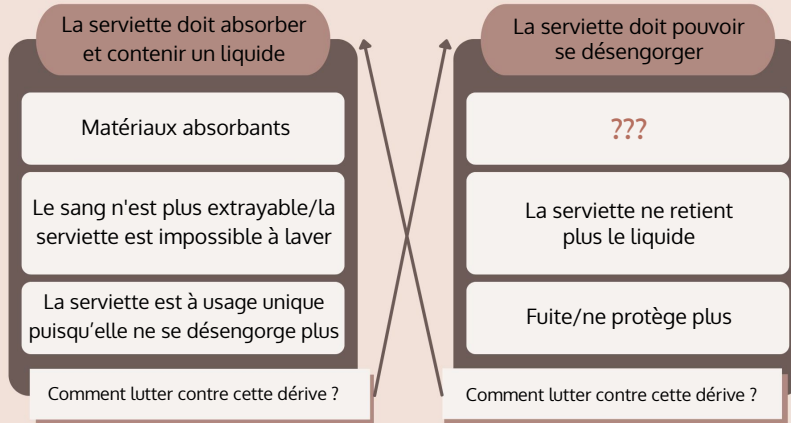 La serviette doit absorber
et contenir un liquide
Matériaux absorbants
Le sang n'est plus extrayable/la
serviette est impossible à laver
La serviette est à usage unique
puisqu’elle ne se désengorge plus
Comment lutter contre cette dérive ?
La serviette doit pouvoir
se désengorger
???
La serviette ne retient
plus le liquide
Fuite/ne protège plus
Comment lutter contre cette dérive ?